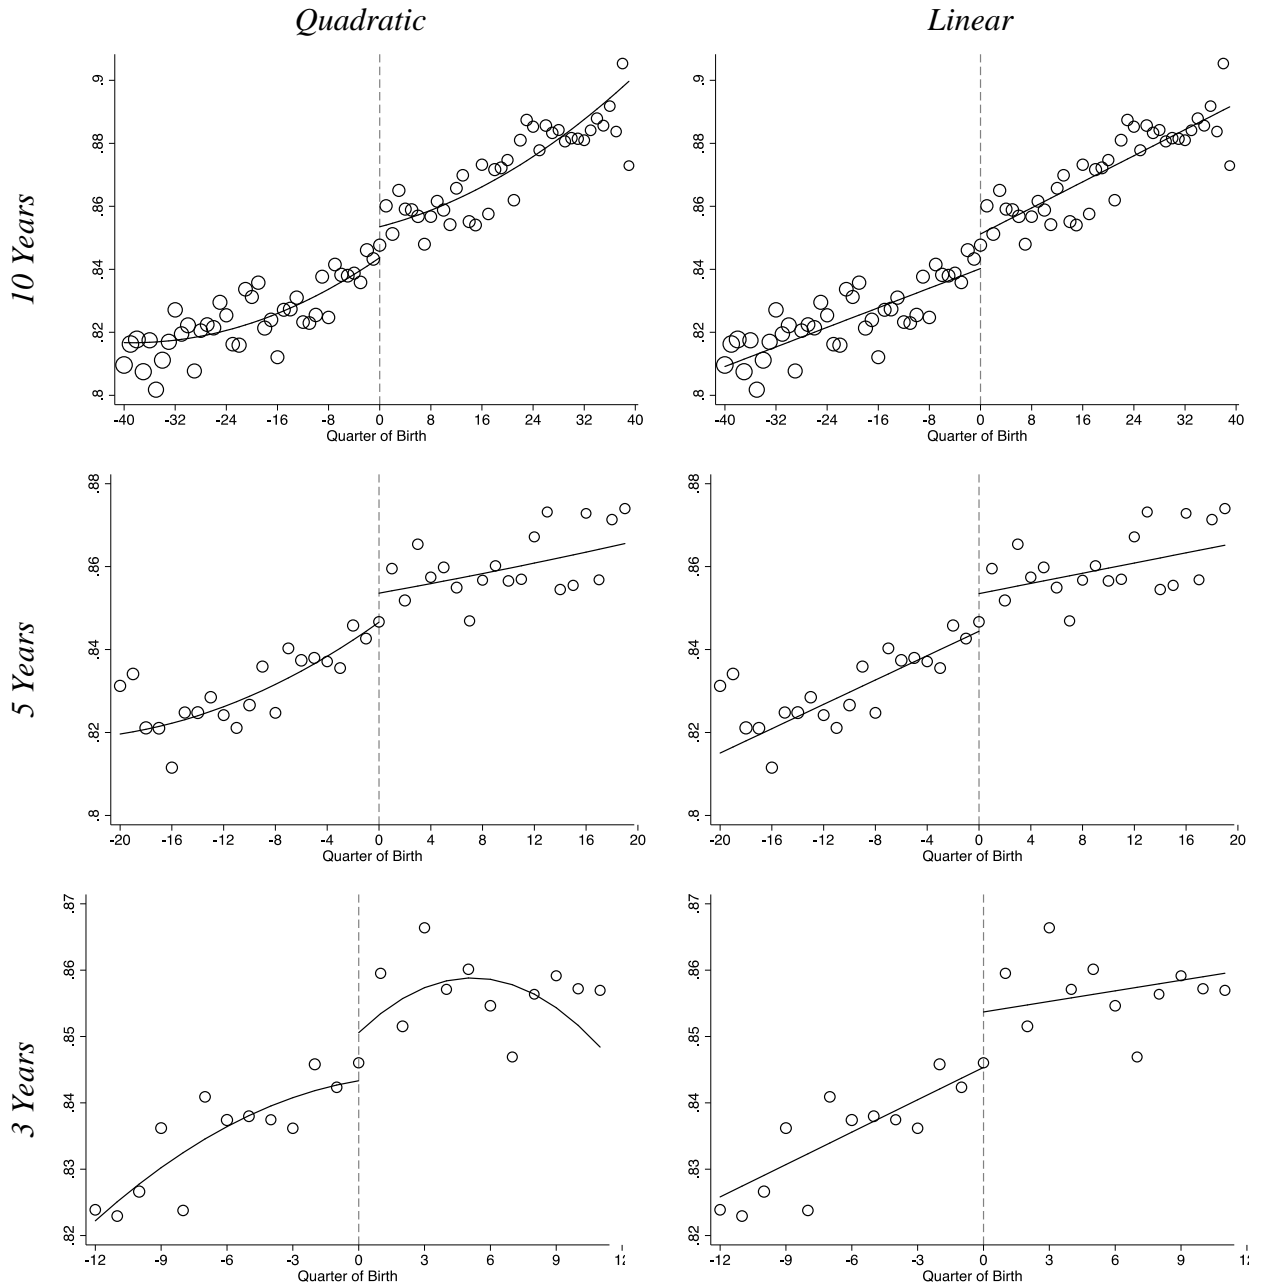 Quadratic Linear
10 Years
.9
.88
.86
.84
.82
.8
-40 -32 -24 -16 -8 0 8 16 24 32 40
Quarter of Birth
.9
.88
.86
.84
.82
.8
-40 -32 -24 -16 -8 0 8 16 24 32 40
Quarter of Birth
5 Years
.88
.86
.84
.82
.8
-20 -16 -12 -8 -4 0 4 8 12 16 20
Quarter of Birth
.88
.86
.84
.82
.8
-20 -16 -12 -8 -4 0 4 8 12 16 20
Quarter of Birth
3 Years
.87
.86
.85
.84
.83
.82
-12 -9 -6 -3 0 3 6 9
Quarter of Birth
.87
.86
.85
.84
.83
.82
-12 -9 -6 -3 0 3 6 9
Quarter of Birth